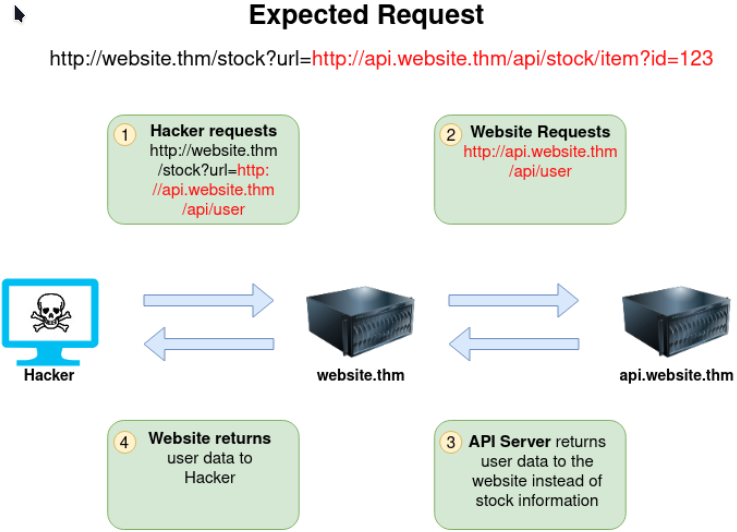 Expected Request
http://website.thm/stock?url=http://api.website.thm/api/stock/item?id=123
1
Hacker requests
http://website.thm
/stock?url=http:
//api.website.thm
/api/user
2
Website Requests
http://api.website.thm
/api/user
Hacker
website.thm
api.website.thm
4
Website returns
user data to
Hacker
3
API Server returns
user data to the
website instead of
stock information